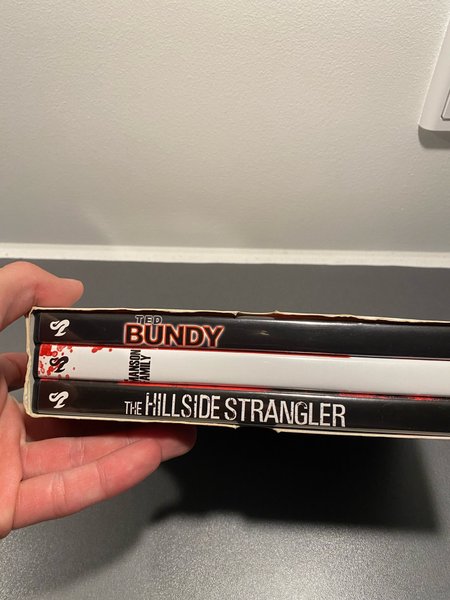 TED
BUNDY
MANSON
FAMILY
THE HILLSIDE STRANGLER